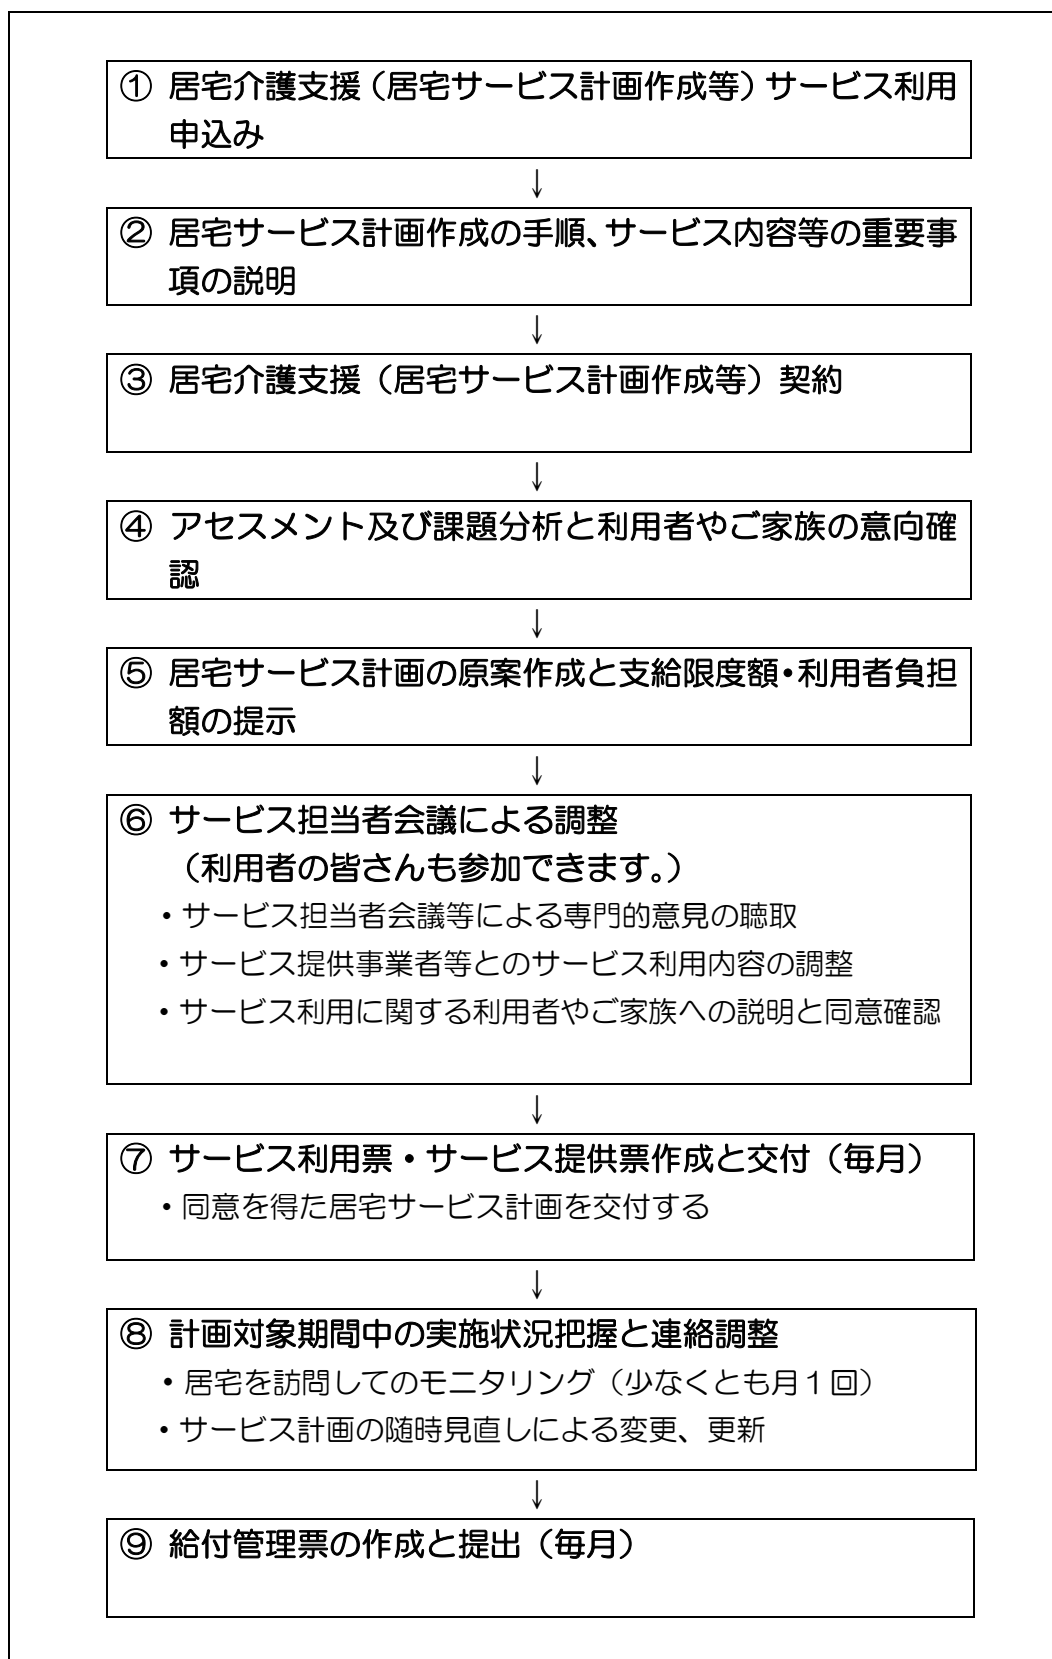 ① 居宅介護支援（居宅サービス計画作成等）サービス利用
申込み
↓
② 居宅サービス計画作成の手順、サービス内容等の重要事
項の説明
↓
③ 居宅介護支援（居宅サービス計画作成等）契約
↓
④ アセスメント及び課題分析と利用者やご家族の意向確
認
↓
⑤ 居宅サービス計画の原案作成と支給限度額・利用者負担
額の提示
↓
⑥ サービス担当者会議による調整
（利用者の皆さんも参加できます。）
・サービス担当者会議等による専門的意見の聴取
・サービス提供事業者等とのサービス利用内容の調整
・サービス利用に関する利用者やご家族への説明と同意確認
↓
⑦ サービス利用票・サービス提供票作成と交付（毎月）
・同意を得た居宅サービス計画を交付する
↓
⑧ 計画対象期間中の実施状況把握と連絡調整
・居宅を訪問してのモニタリング（少なくとも月１回）
・サービス計画の随時見直しによる変更、更新
↓
⑨ 給付管理票の作成と提出（毎月）